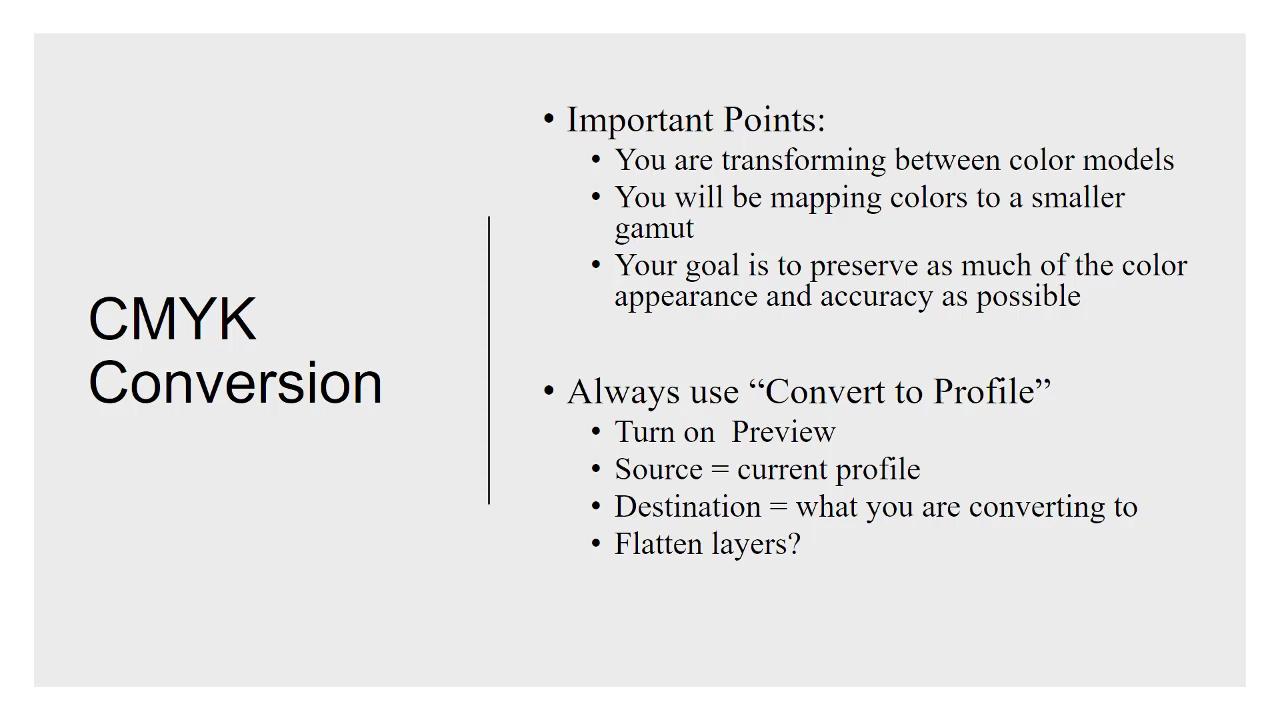 CMYK
Conversion
• Important Points:
• You are transforming between color models
• You will be mapping colors to a smaller
gamut
• Your goal is to preserve as much of the color
appearance and accuracy as possible
• Always use “Convert to Profile”
• Turn on  Preview
• Source = current profile
• Destination = what you are converting to
• Flatten layers?